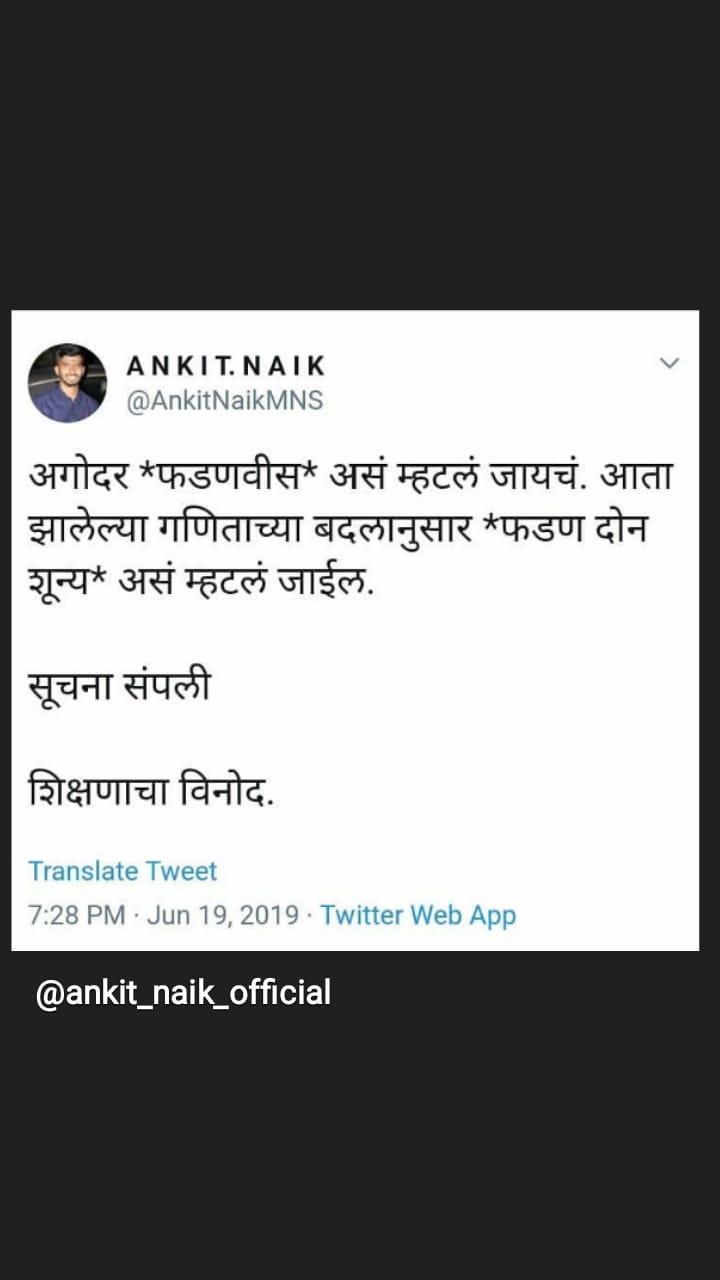 ANKIT.NAIK
@AnkitNaikMNS
अगोदर *फडणवीस* असं म्हटलं जायचं. आता
झालेल्या गणिताच्या बदलानुसार *फडण दोन
शून्य* असं म्हटलं जाईल.
सूचना संपली
शिक्षणाचा विनोद.
Translate Tweet
7:28 PM · Jun 19, 2019 · Twitter Web App
@ankit_naik_official